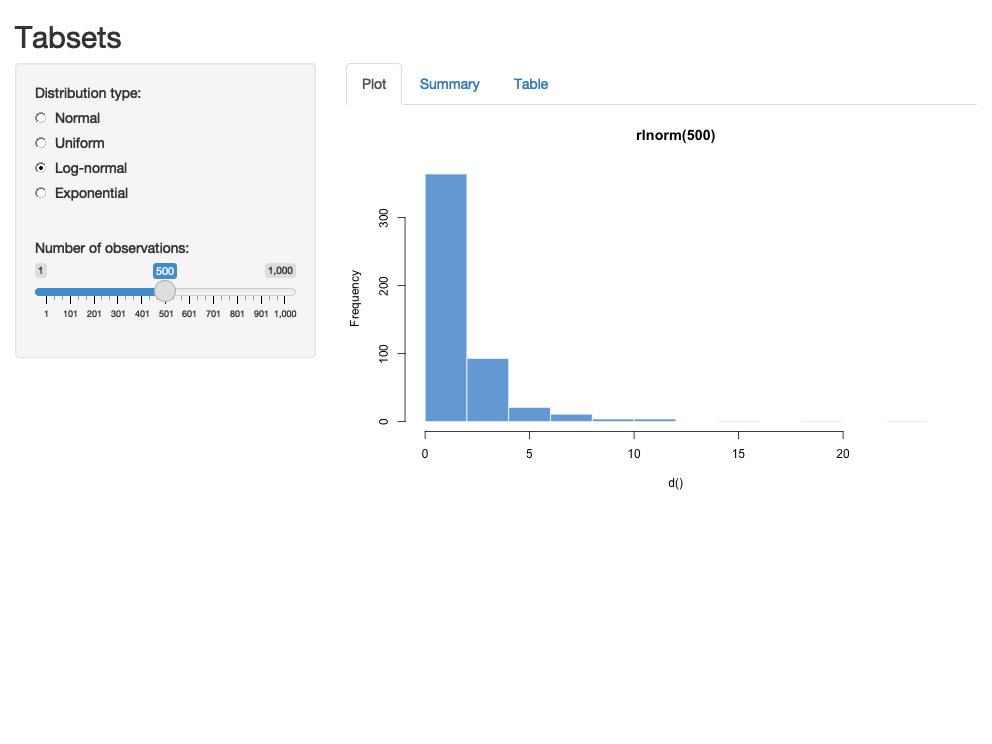 Tabsets
Distribution type:
Normal
Uniform
Log-normal
Exponential
Number of observations:
1 500 1,000
1 101 201 301 401 501 601 701 801 901 1,000
Plot Summary Table
rlnorm(500)
Frequency
300
200
100
0
0 5 10 15 20
d()